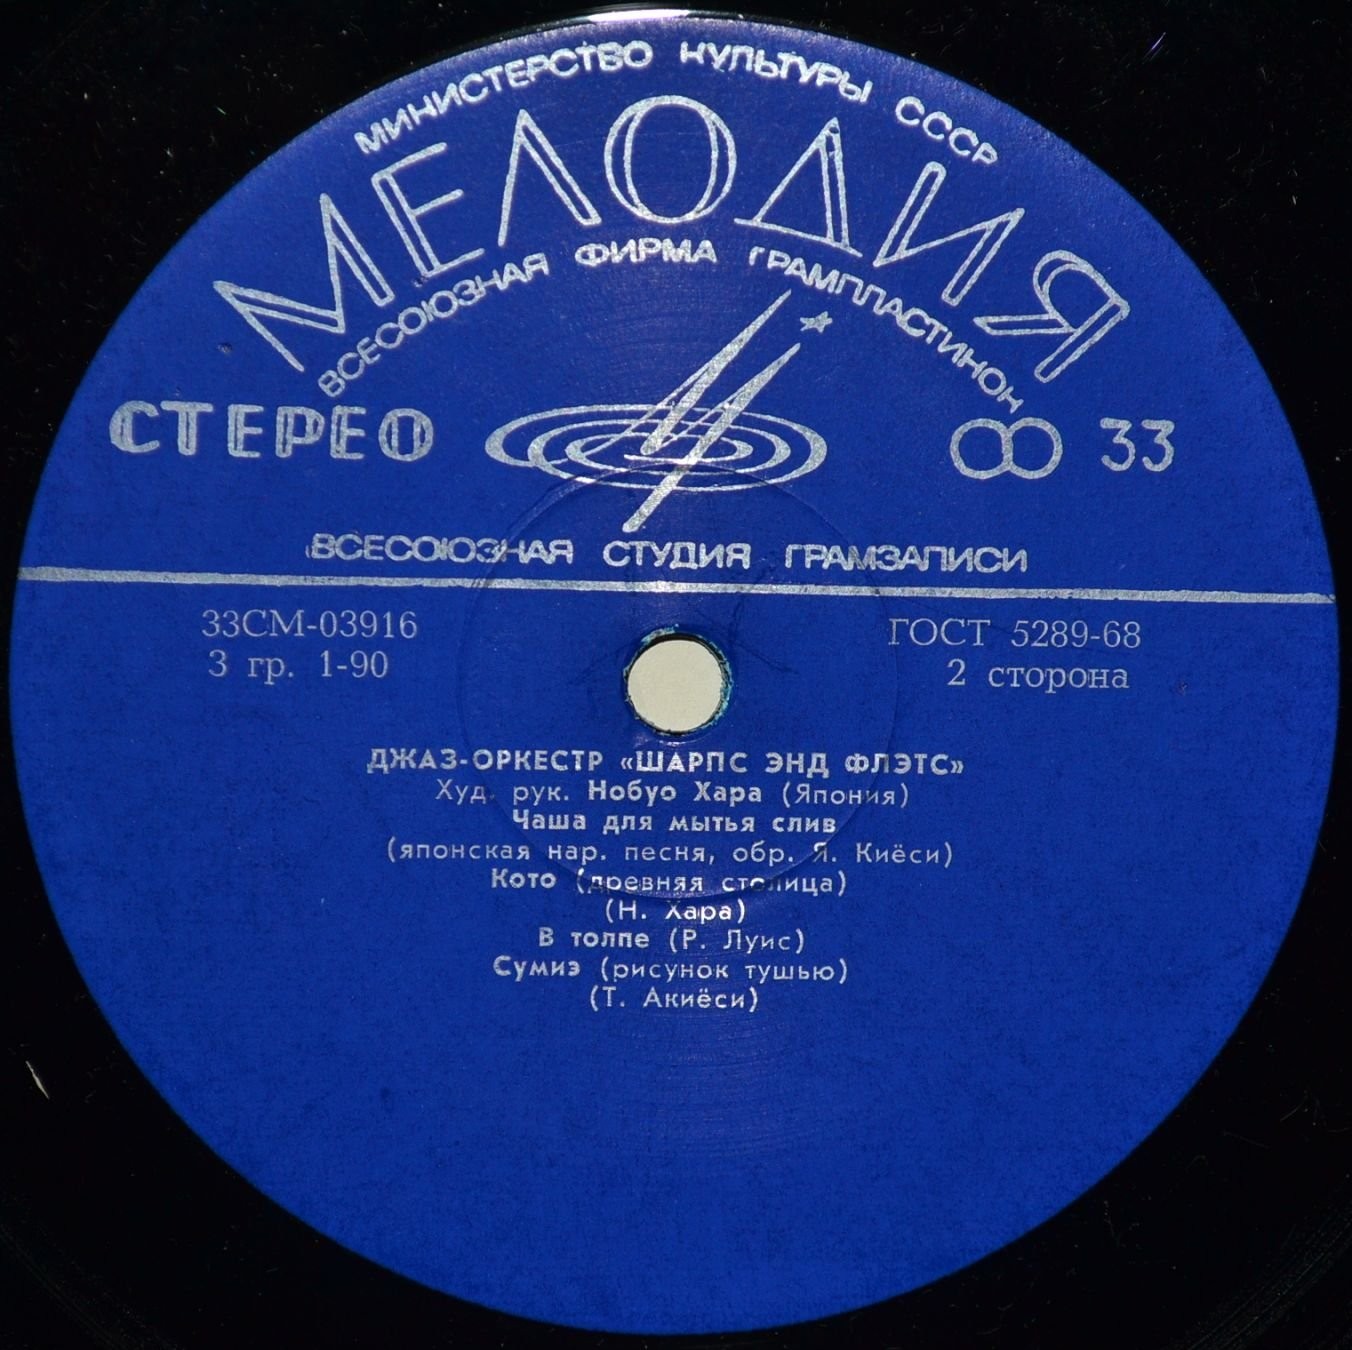 МИНИСТЕРСТВО КУЛЬТУРЫ СССР
МЕЛОДИЯ
ВСЕСОЮЗНАЯ ФИРМА ГРАМПЛАСТИНОК
СТЕРЕО
33
ВСЕСОЮЗНАЯ СТУДИЯ ГРАМЗАПИСИ
33СМ-03916
ГОСТ 5289-68
3 гр. 1-90
2 сторона
ДЖАЗ-ОРКЕСТР «ШАРПС ЭНД ФЛЭТС»
Худ. рук. Нобуо Хара (Япония)
Чаша для мытья слив
(японская нар. песня, обр. Я. Киёси)
Кото (древняя столица)
(Н. Хара)
В толпе (Р. Луис)
Сумиэ (рисунок тушью)
(Т. Акиёси)